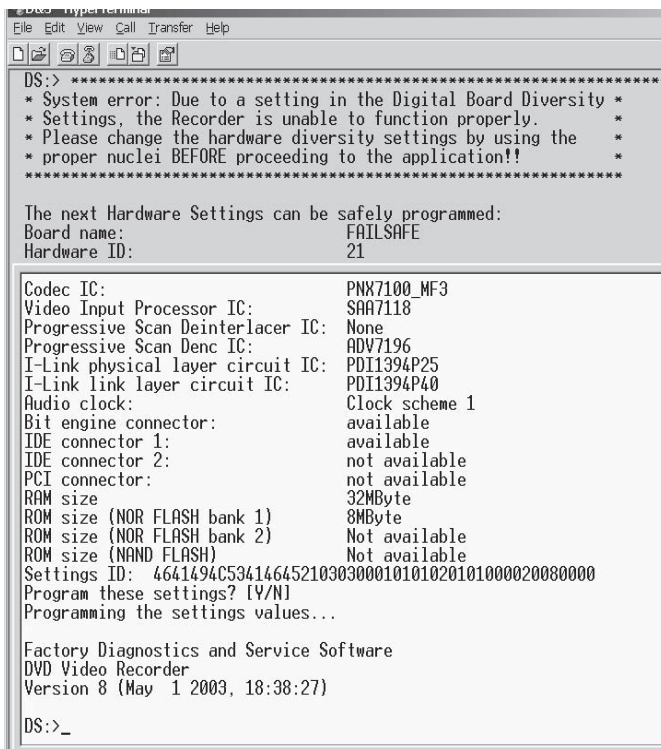 D&S - HyperTerminal
File Edit View Call Transfer Help
DS:> ****************************************************************
* System error: Due to a setting in the Digital Board Diversity *
* Settings, the Recorder is unable to function properly. *
* Please change the hardware diversity settings by using the *
* proper nuclei BEFORE proceeding to the application!! *
*****************************************************************
The next Hardware Settings can be safely programmed:
Board name: FAILSAFE
Hardware ID: 21
Codec IC: PNX7100_MF3
Video Input Processor IC: SAA7118
Progressive Scan Deinterlacer IC: None
Progressive Scan Denc IC: ADV7196
I-Link physical layer circuit IC: PDI1394P25
I-Link link layer circuit IC: PDI1394P40
Audio clock: Clock scheme 1
Bit engine connector: available
IDE connector 1: available
IDE connector 2: not available
PCI connector: not available
RAM size 32MByte
ROM size (NOR FLASH bank 1) 8MByte
ROM size (NOR FLASH bank 2) Not available
ROM size (NAND FLASH) Not available
Settings ID: 4641494C534146452103030001010102010100002008 0000
Program these settings? [Y/N]
Programming the settings values...
Factory Diagnostics and Service Software
DVD Video Recorder
Version 8 (May 1 2003, 18:38:27)
DS:>_